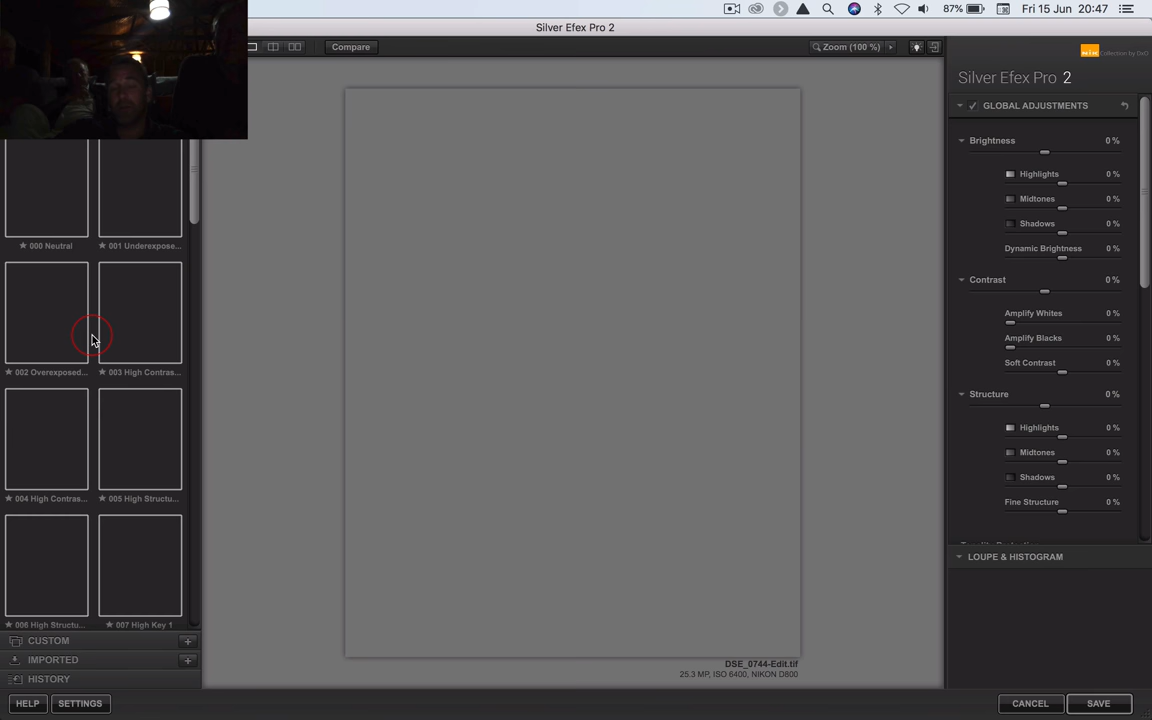 87% Fri 15 Jun 20:47
Silver Efex Pro 2
Compare
Zoom (100 %)
nik Collection by DxO
Silver Efex Pro 2
GLOBAL ADJUSTMENTS
Brightness 0 %
Highlights 0 %
Midtones 0 %
Shadows 0 %
Dynamic Brightness 0 %
Contrast 0 %
Amplify Whites 0 %
Amplify Blacks 0 %
Soft Contrast 0 %
Structure 0 %
Highlights 0 %
Midtones 0 %
Shadows 0 %
Fine Structure 0 %
LOUPE & HISTOGRAM
000 Neutral
001 Underexpose...
002 Overexposed...
003 High Contras...
004 High Contras...
005 High Structu...
006 High Structu...
007 High Key 1
CUSTOM
IMPORTED
HISTORY
DSE_0744-Edit.tif
25.3 MP, ISO 6400, NIKON D800
HELP
SETTINGS
CANCEL
SAVE